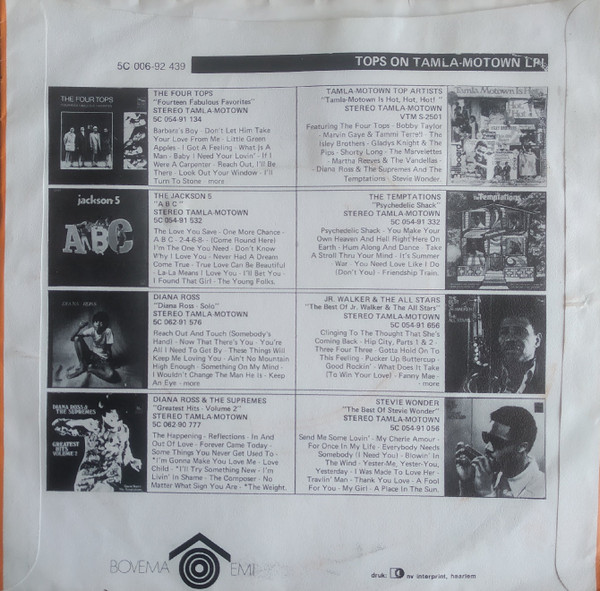 5C 006-92 439
TOPS ON TAMLA-MOTOWN LP
THE FOUR TOPS
THE FOUR TOPS
"Fourteen Fabulous Favorites"
STEREO TAMLA-MOTOWN
5C 054-91 134
Barbara's Boy - Don't Let Him Take
Your Love From Me - Little Green
Apples - I Got A Feeling - What Is A
Man - Baby I Need Your Lovin' - If I
Were A Carpenter - Reach Out, I'll Be
There - Look Out Your Window - I'll
Turn To Stone - more
TAMLA-MOTOWN TOP ARTISTS
"Tamla-Motown Is Hot, Hot, Hot! "
STEREO TAMLA-MOTOWN
VTM S-2501
Featuring The Four Tops - Bobby Taylor
- Marvin Gaye & Tammi Terrell - The
Isley Brothers - Gladys Knight & The
Pips - Shorty Long - The Marvelettes
- Martha Reeves & The Vandellas -
- Diana Ross & The Supremes And The
Temptations - Stevie Wonder
Tamla Motown Is Hot
jackson 5
ABC
THE JACKSON 5
"A B C "
STEREO TAMLA-MOTOWN
5C 054-91 532
The Love You Save - One More Chance -
A B C - 2-4-6-8- - (Come Round Here)
I'm The One You Need - Don't Know
Why I Love You - Never Had A Dream
Come True - True Love Can Be Beautiful
- La-La Means I Love You - I'll Bet You -
I Found That Girl - The Young Folks.
THE TEMPTATIONS
"Psychedelic Shack"
STEREO TAMLA-MOTOWN
5C 054-91 332
Psychedelic Shack - You Make Your
Own Heaven And Hell Right Here On
Earth - Hum Along And Dance - Take
A Stroll Thru Your Mind - It's Summer
War - You Need Love Like I Do
(Don't You) - Friendship Train.
The Temptations
DIANA ROSS
DIANA ROSS
"Diana Ross - Solo"
STEREO TAMLA-MOTOWN
5C 062-91 576
Reach Out And Touch (Somebody's
Hand) - Now That There's You - You're
All I Need To Get By - These Things Will
Keep Me Loving You - Ain't No Mountain
High Enough - Something On My Mind -
I Wouldn't Change The Man He Is - Keep
An Eye - more
JR. WALKER & THE ALL STARS
"The Best Of Jr. Walker & The All Stars"
STEREO TAMLA-MOTOWN
5C 054-91 656
Clinging To The Thought That She's
Coming Back - Hip City, Parts 1 & 2 -
Three Four Three - Gotta Hold On To
This Feeling - Pucker Up Buttercup -
Good Rockin' - What Does It Take
(To Win Your Love) - Fanny Mae -
- more
DIANA ROSS &
THE SUPREMES
GREATEST
HITS
VOLUME 2
DIANA ROSS & THE SUPREMES
"Greatest Hits - Volume 2"
STEREO TAMLA-MOTOWN
5C 062-90 777
The Happening - Reflections - In And
Out Of Love - Forever Came Today -
Some Things You Never Get Used To -
*I'm Gonna Make You Love Me - Love
Child - *I'll Try Something New - I'm
Livin' In Shame - The Composer - No
Matter What Sign You Are - *The Weight.
STEVIE WONDER
"The Best Of Stevie Wonder"
STEREO TAMLA-MOTOWN
5C 054-91 056
Send Me Some Lovin' - My Cherie Amour -
For Once In My Life - Everybody Needs
Somebody (I Need You) - Blowin' In
The Wind - Yester-Me, Yester-You,
Yesterday - I Was Made To Love Her -
Travlin' Man - Thank You Love - A Fool
For You - My Girl - A Place In The Sun.
BOVEMA EMI
druk: nv interprint, haarlem